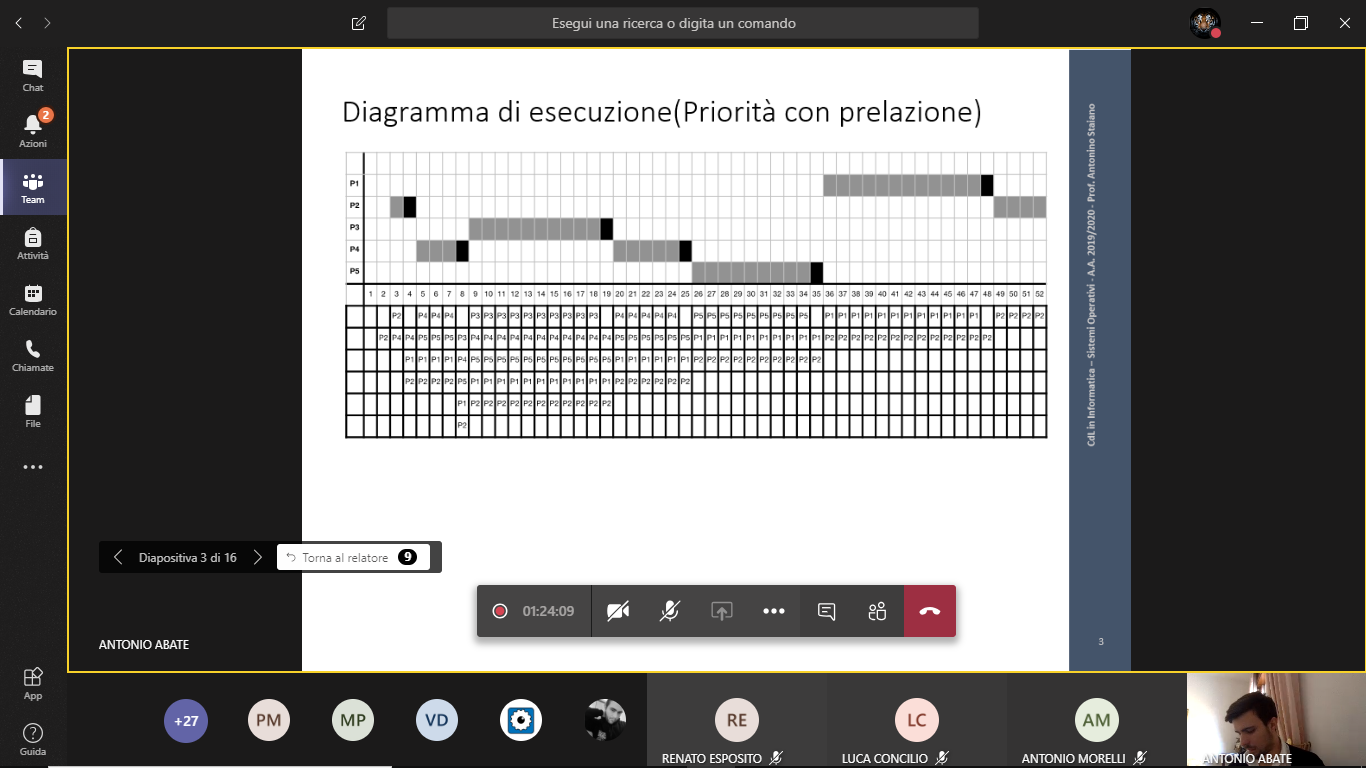 Esegui una ricerca o digita un comando
Chat
2
Azioni
Team
Attività
Calendario
Chiamate
File
App
Guida
Diagramma di esecuzione(Priorità con prelazione)
P1
P2
P3
P4
P5
1 2 3 4 5 6 7 8 9 10 11 12 13 14 15 16 17 18 19 20 21 22 23 24 25 26 27 28 29 30 31 32 33 34 35 36 37 38 39 40 41 42 43 44 45 46 47 48 49 50 51 52
P2 P4 P4 P4 P3 P3 P3 P3 P3 P3 P3 P3 P3 P3 P4 P4 P4 P4 P4 P5 P5 P5 P5 P5 P5 P5 P5 P5 P1 P1 P1 P1 P1 P1 P1 P1 P1 P1 P1 P1 P2 P2 P2 P2
P2 P4 P4 P5 P5 P5 P3 P4 P4 P4 P4 P4 P4 P4 P4 P4 P4 P4 P5 P5 P5 P5 P5 P5 P1 P1 P1 P1 P1 P1 P1 P1 P1 P1 P2 P2 P2 P2 P2 P2 P2 P2 P2 P2 P2 P2 P2
P1 P1 P1 P1 P4 P5 P5 P5 P5 P5 P5 P5 P5 P5 P5 P5 P1 P1 P1 P1 P1 P1 P2 P2 P2 P2 P2 P2 P2 P2 P2 P2
P2 P2 P2 P2 P5 P1 P1 P1 P1 P1 P1 P1 P1 P1 P1 P1 P2 P2 P2 P2 P2 P2
P1 P2 P2 P2 P2 P2 P2 P2 P2 P2 P2 P2
P2
CdL in Informatica – Sistemi Operativi - A.A. 2019/2020 - Prof. Antonino Staiano
3
Diapositiva 3 di 16
Torna al relatore 9
01:24:09
ANTONIO ABATE
+27
PM
MP
VD
RE
LC
AM
RENATO ESPOSITO
LUCA CONCILIO
ANTONIO MORELLI
ANTONIO ABATE